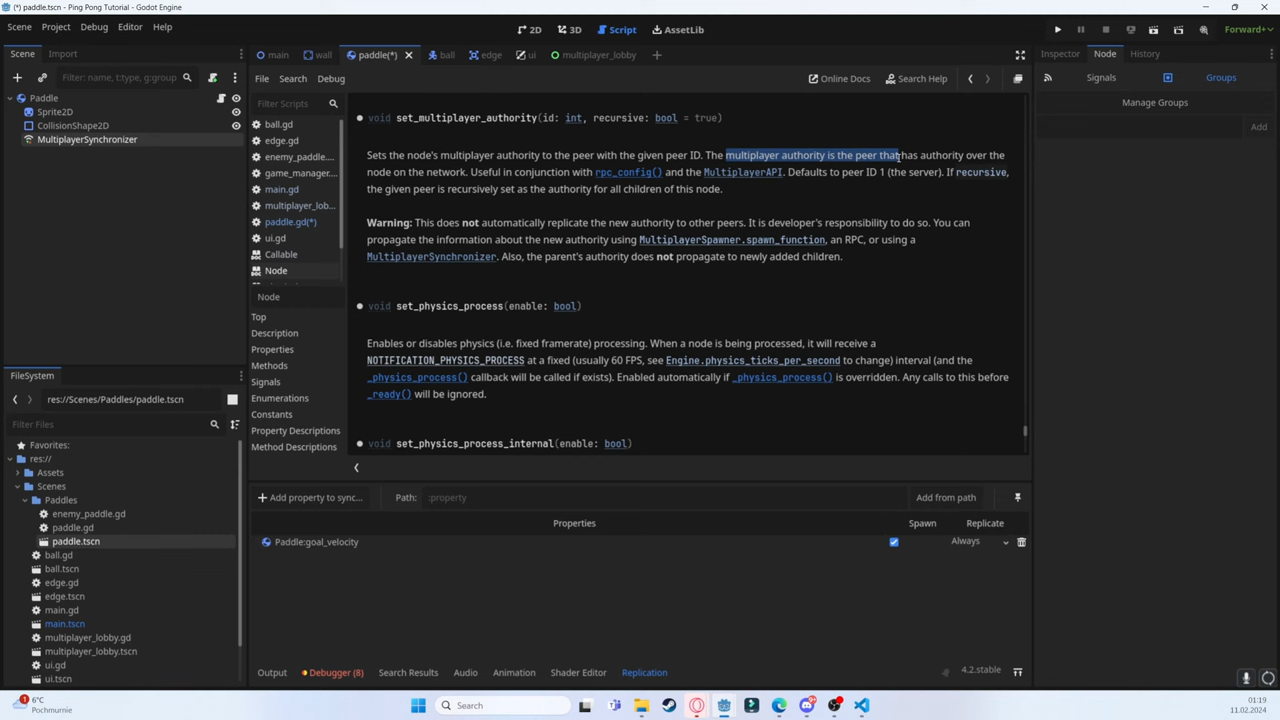 (*) paddle.tscn - Ping Pong Tutorial - Godot Engine
Scene Project Debug Editor Help
2D 3D Script AssetLib
Forward+
Scene Import
main wall paddle(*) ball edge ui multiplayer_lobby
Inspector Node History
Filter: name, t:type, g:group
File Search Debug
Online Docs Search Help
Signals Groups
Paddle
Sprite2D
CollisionShape2D
MultiplayerSynchronizer
Filter Scripts
ball.gd
edge.gd
enemy_paddle....
game_manager....
main.gd
multiplayer_lob...
paddle.gd(*)
ui.gd
Callable
Node
Node
Top
Description
Properties
Methods
Signals
Enumerations
Constants
Property Descriptions
Method Descriptions
void set_multiplayer_authority(id: int, recursive: bool = true)
Sets the node's multiplayer authority to the peer with the given peer ID. The multiplayer authority is the peer that has authority over the
node on the network. Useful in conjunction with rpc_config() and the MultiplayerAPI. Defaults to peer ID 1 (the server). If recursive,
the given peer is recursively set as the authority for all children of this node.
Warning: This does not automatically replicate the new authority to other peers. It is developer's responsibility to do so. You can
propagate the information about the new authority using MultiplayerSpawner.spawn_function, an RPC, or using a
MultiplayerSynchronizer. Also, the parent's authority does not propagate to newly added children.
void set_physics_process(enable: bool)
Enables or disables physics (i.e. fixed framerate) processing. When a node is being processed, it will receive a
NOTIFICATION_PHYSICS_PROCESS at a fixed (usually 60 FPS, see Engine.physics_ticks_per_second to change) interval (and the
_physics_process() callback will be called if exists). Enabled automatically if _physics_process() is overridden. Any calls to this before
_ready() will be ignored.
void set_physics_process_internal(enable: bool)
Manage Groups
Add
FileSystem
res://Scenes/Paddles/paddle.tscn
Filter Files
Favorites:
res://
Assets
Scenes
Paddles
enemy_paddle.gd
paddle.gd
paddle.tscn
ball.gd
ball.tscn
edge.gd
edge.tscn
main.gd
main.tscn
multiplayer_lobby.gd
multiplayer_lobby.tscn
ui.gd
ui.tscn
Add property to sync... Path: :property Add from path
Properties Spawn Replicate
Paddle:goal_velocity Always
Output Debugger (8) Search Results Audio Animation Shader Editor Replication
4.2.stable
6°C
Pochmurnie
Search
01:19
11.02.2024